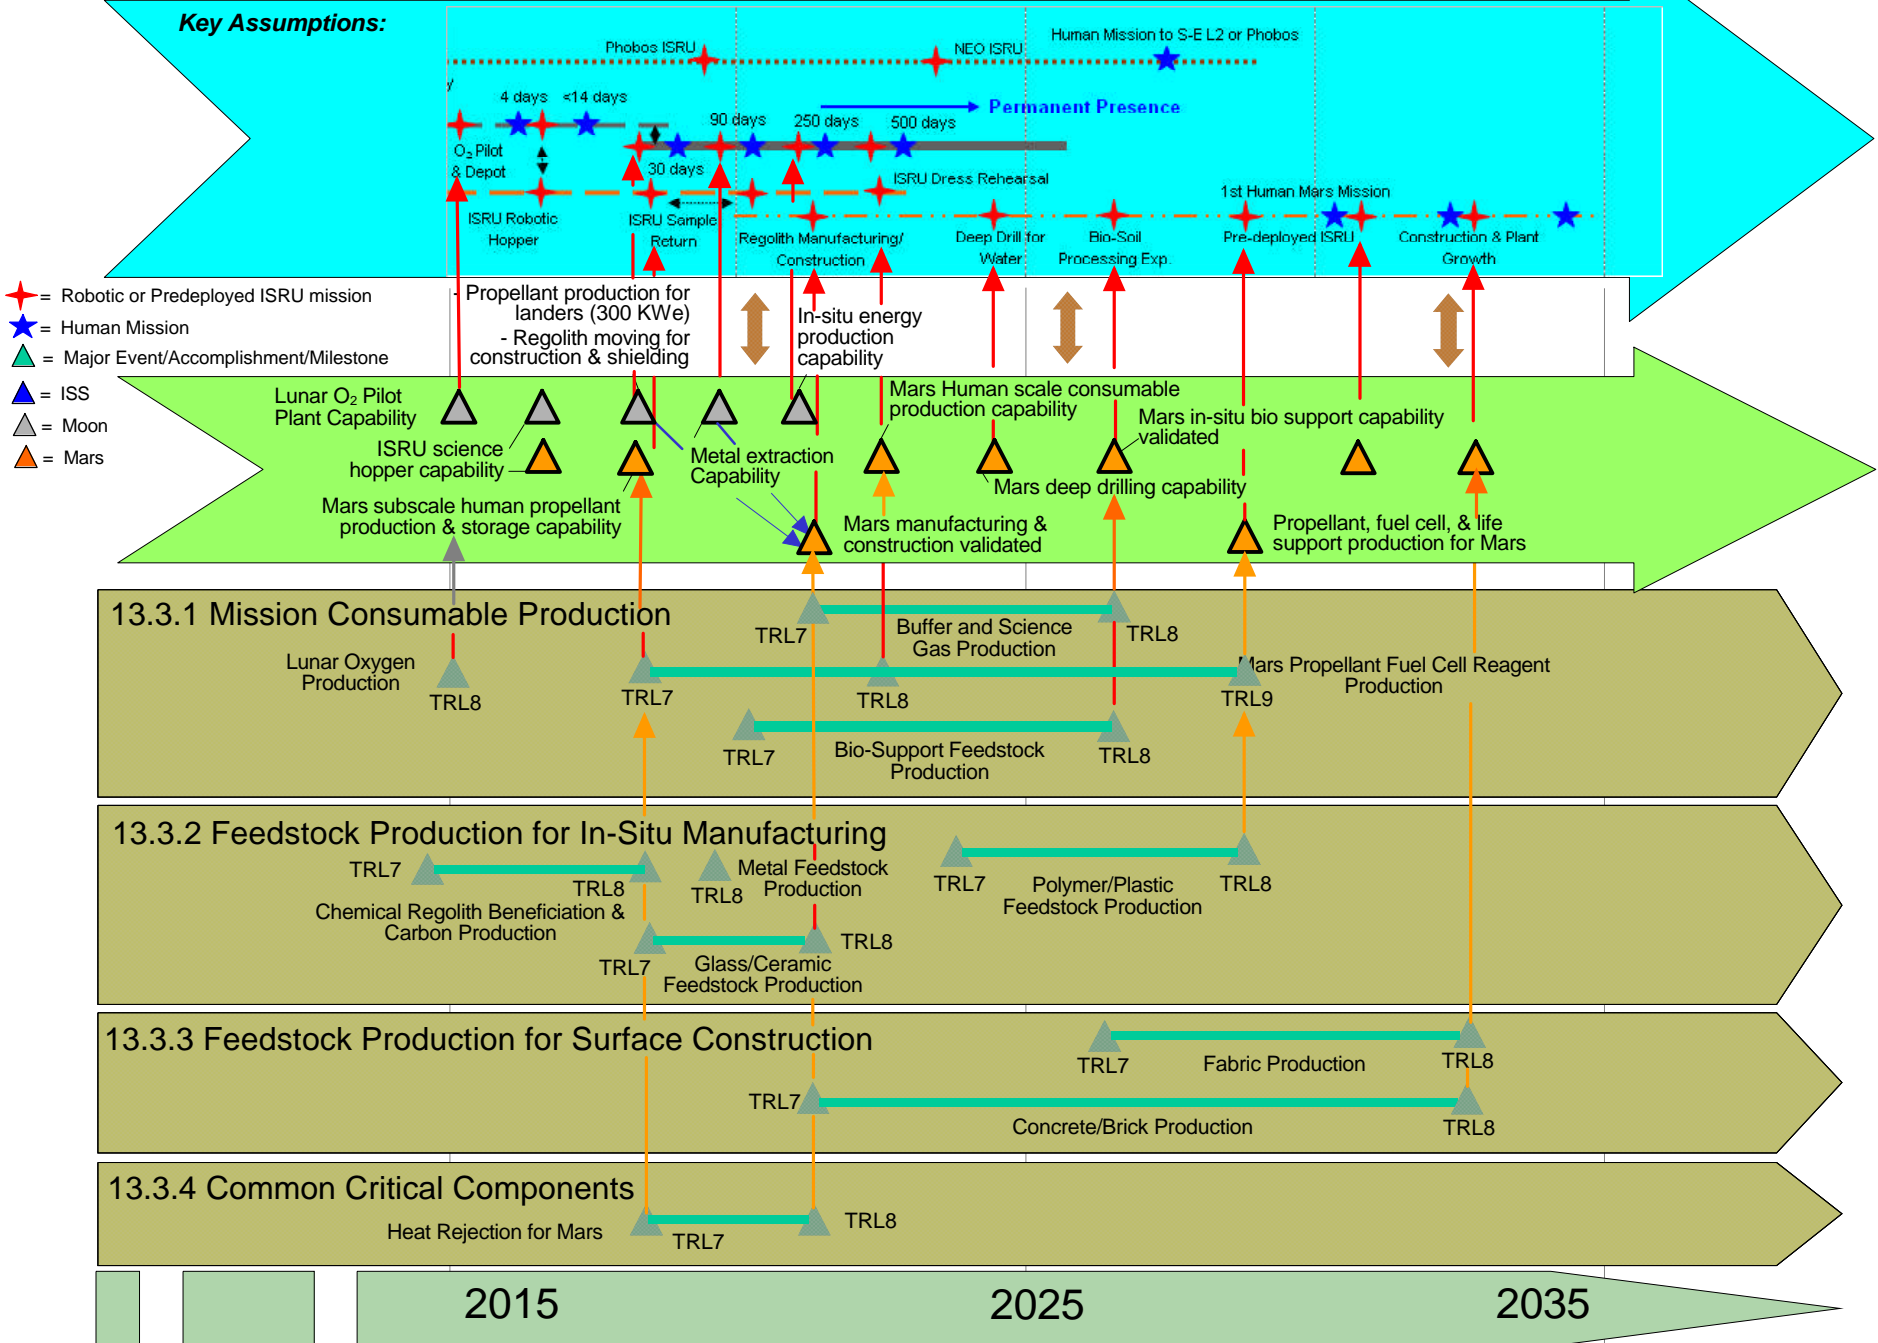 Key Assumptions:
Phobos ISRU
NEO ISRU
Human Mission to S-E L2 or Phobos
y
4 days
<14 days
90 days
250 days
500 days
Permanent Presence
O₂ Pilot
& Depot
30 days
ISRU Dress Rehearsal
ISRU Robotic
Hopper
ISRU Sample
Return
1st Human Mars Mission
Regolith Manufacturing/
Construction
Deep Drill for
Water
Bio-Soil
Processing Exp.
Pre-deployed ISRU
Construction & Plant
Growth
= Robotic or Predeployed ISRU mission
= Human Mission
= Major Event/Accomplishment/Milestone
= ISS
= Moon
= Mars
- Propellant production for
landers (300 KWe)
- Regolith moving for
construction & shielding
In-situ energy
production
capability
Lunar O₂ Pilot
Plant Capability
ISRU science
hopper capability
Mars subscale human propellant
production & storage capability
Metal extraction
Capability
Mars Human scale consumable
production capability
Mars in-situ bio support capability
validated
Mars deep drilling capability
Mars manufacturing &
construction validated
Propellant, fuel cell, & life
support production for Mars
13.3.1 Mission Consumable Production
TRL7
Buffer and Science
Gas Production
TRL8
Lunar Oxygen
Production
TRL8
TRL7
TRL8
TRL9
Mars Propellant Fuel Cell Reagent
Production
TRL7
Bio-Support Feedstock
Production
TRL8
13.3.2 Feedstock Production for In-Situ Manufacturing
TRL7
TRL8
Chemical Regolith Beneficiation &
Carbon Production
TRL8
Metal Feedstock
Production
TRL7
Polymer/Plastic
Feedstock Production
TRL8
TRL7
Glass/Ceramic
Feedstock Production
TRL8
13.3.3 Feedstock Production for Surface Construction
TRL7
Fabric Production
TRL8
TRL7
Concrete/Brick Production
TRL8
13.3.4 Common Critical Components
Heat Rejection for Mars
TRL7
TRL8
2015
2025
2035